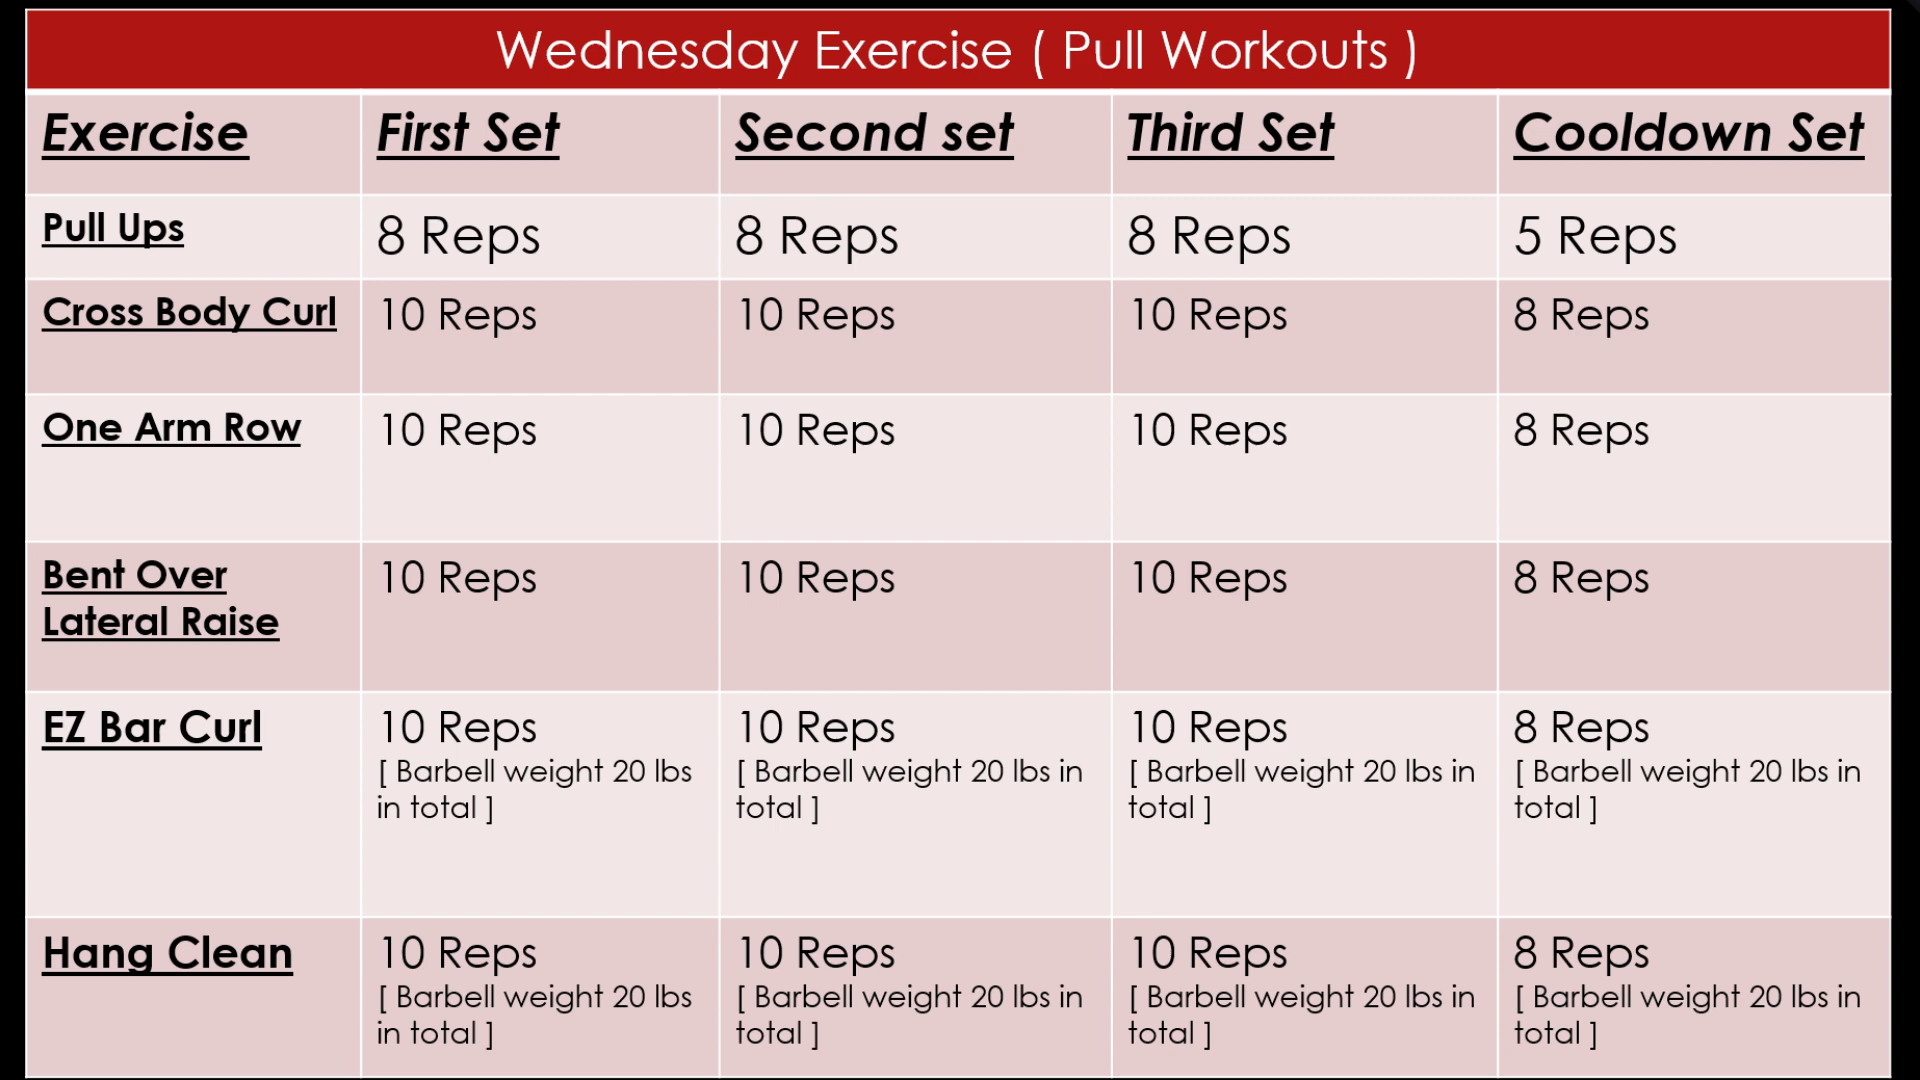 Wednesday Exercise ( Pull Workouts )
Exercise First Set Second set Third Set Cooldown Set
Pull Ups 8 Reps 8 Reps 8 Reps 5 Reps
Cross Body Curl 10 Reps 10 Reps 10 Reps 8 Reps
One Arm Row 10 Reps 10 Reps 10 Reps 8 Reps
Bent Over 10 Reps 10 Reps 10 Reps 8 Reps
Lateral Raise
EZ Bar Curl 10 Reps 10 Reps 10 Reps 8 Reps
[ Barbell weight 20 lbs [ Barbell weight 20 lbs in [ Barbell weight 20 lbs in [ Barbell weight 20 lbs in
in total ] total ] total ] total ]
Hang Clean 10 Reps 10 Reps 10 Reps 8 Reps
[ Barbell weight 20 lbs [ Barbell weight 20 lbs in [ Barbell weight 20 lbs in [ Barbell weight 20 lbs in
in total ] total ] total ] total ]